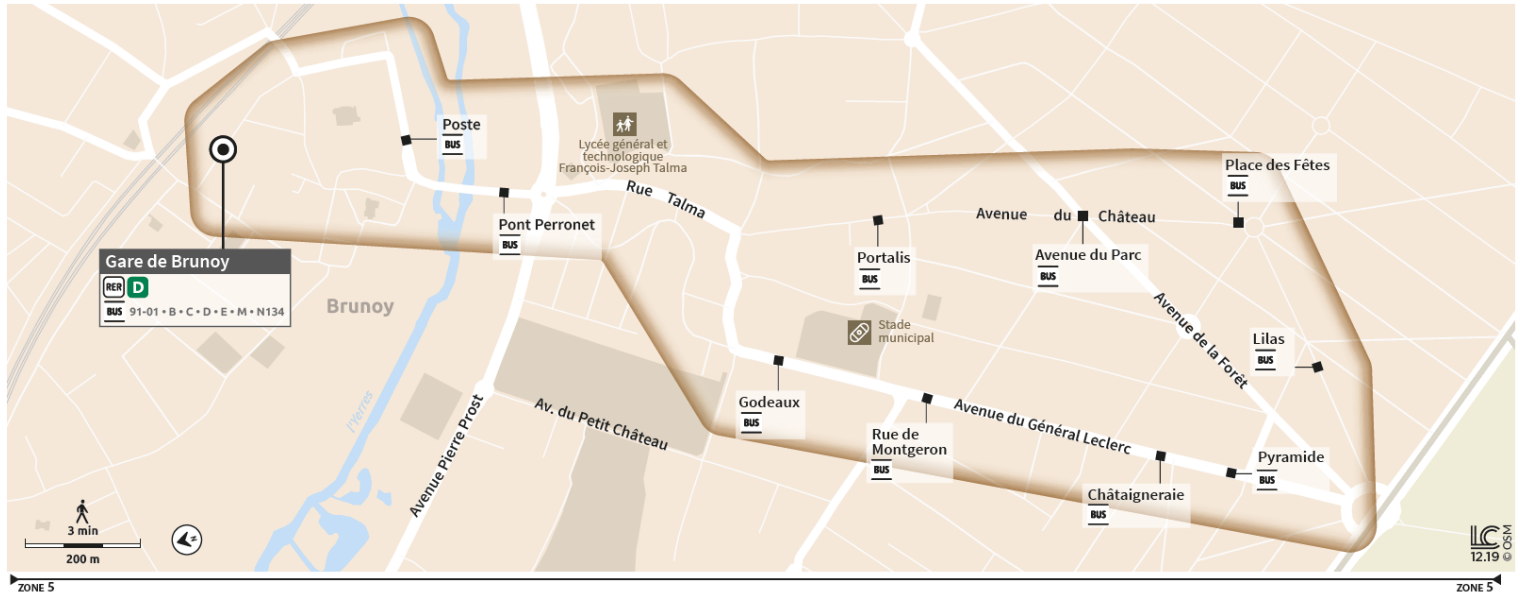 Poste
BUS
Lycée général et
technologique
François-Joseph Talma
Place des Fêtes
BUS
Rue Talma
Avenue du Château
Pont Perronet
BUS
Gare de Brunoy
RER D
BUS 91-01 • B • C • D • E • M • N134
Brunoy
Portalis
BUS
Avenue du Parc
BUS
Avenue de la Forêt
Stade
municipal
Lilas
BUS
l'Yerres
Avenue Pierre Prost
Av. du Petit Château
Godeaux
BUS
Avenue du Général Leclerc
Rue de
Montgeron
BUS
Pyramide
BUS
Châtaigneraie
BUS
3 min
200 m
N
LC
12.19
© OSM
ZONE 5
ZONE 5